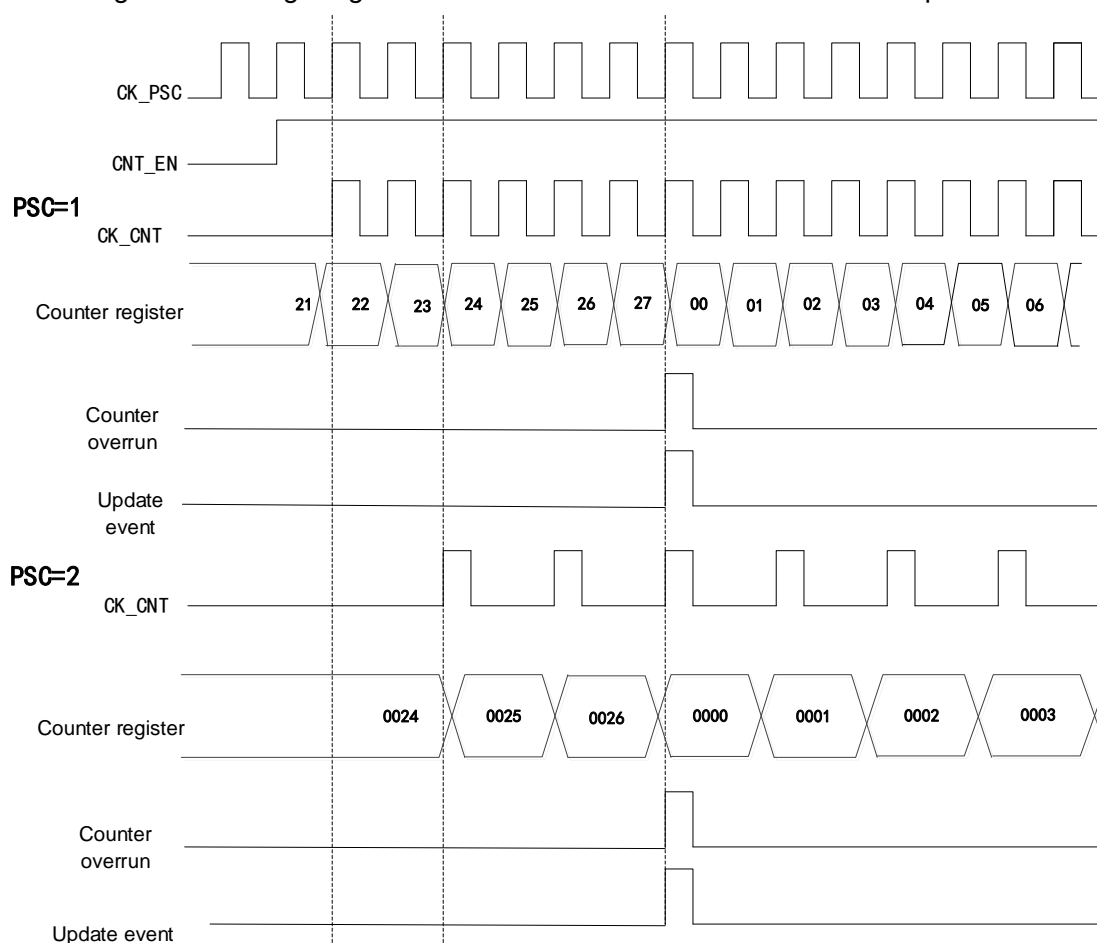 CK_PSC
CNT_EN
PSC=1
CK_CNT
Counter register
21 22 23 24 25 26 27 00 01 02 03 04 05 06
Counter
overrun
Update
event
PSC=2
CK_CNT
Counter register
0024 0025 0026 0000 0001 0002 0003
Counter
overrun
Update event